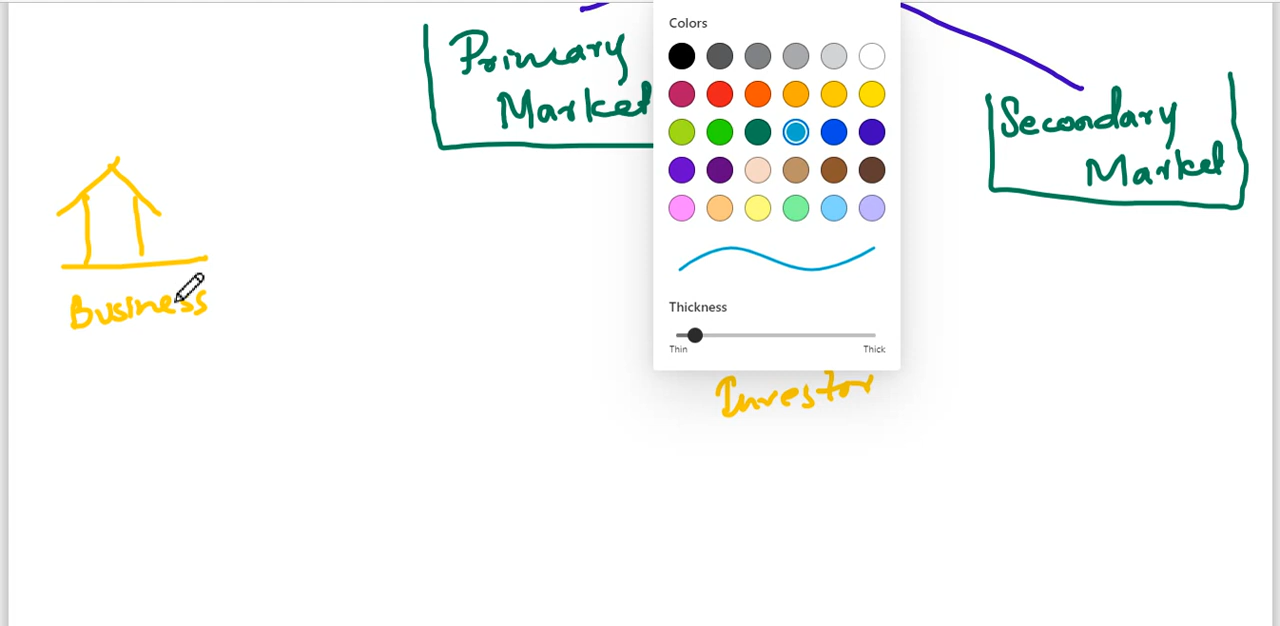 Colors
Primary
Market
Secondary
Market
Business
Thickness
Thin
Thick
Investor